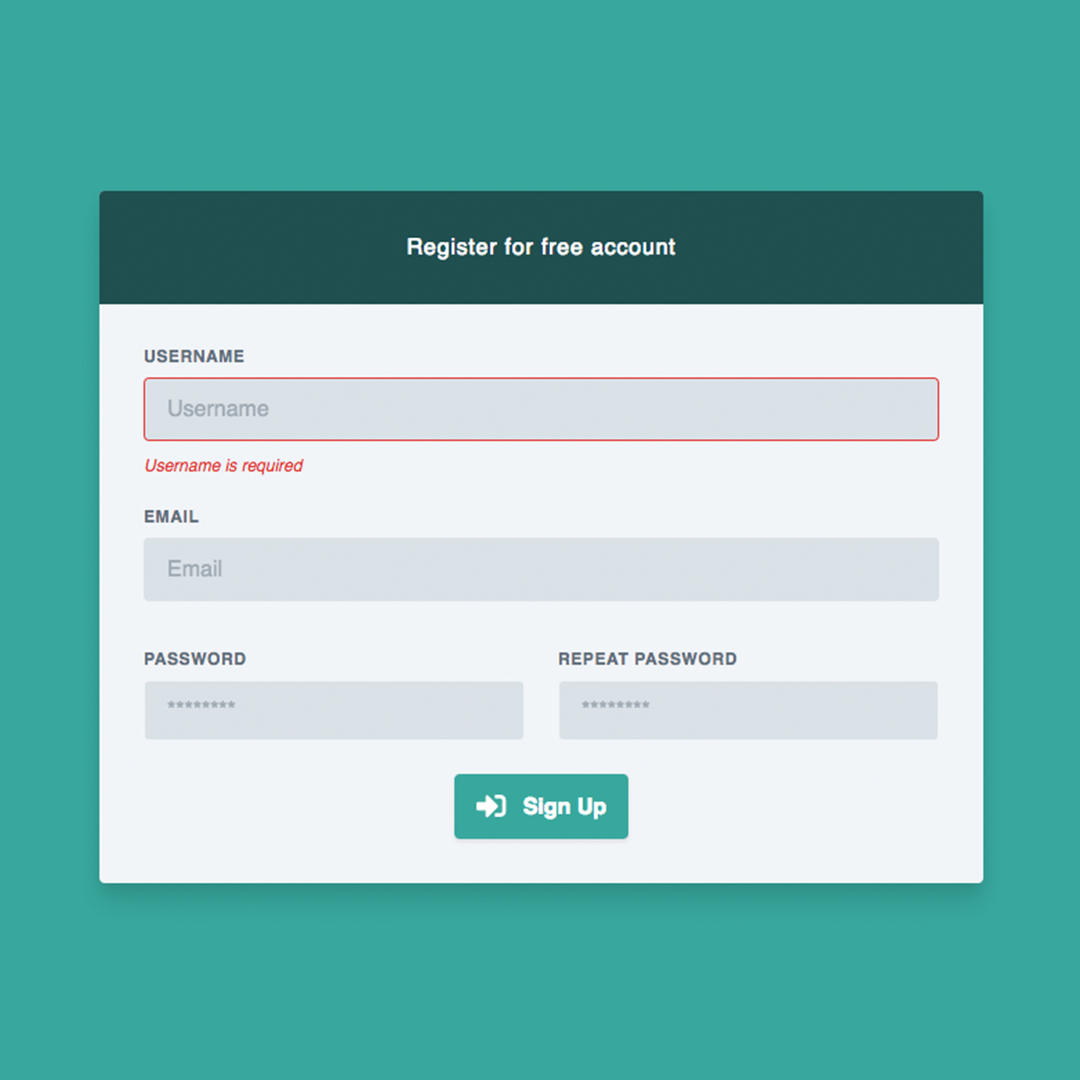 Register for free account
USERNAME
Username
Username is required
EMAIL
Email
PASSWORD
REPEAT PASSWORD
********
********
Sign Up